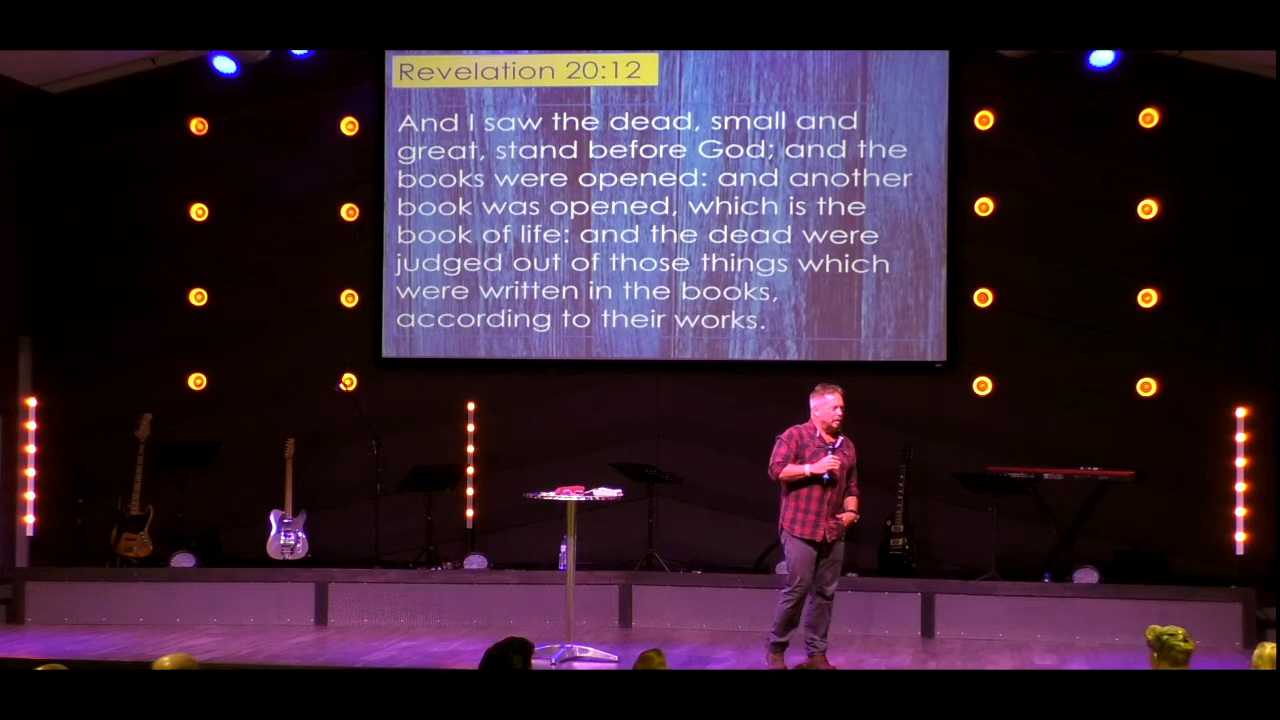 Revelation 20:12
And I saw the dead, small and
great, stand before God; and the
books were opened: and another
book was opened, which is the
book of life: and the dead were
judged out of those things which
were written in the books,
according to their works.